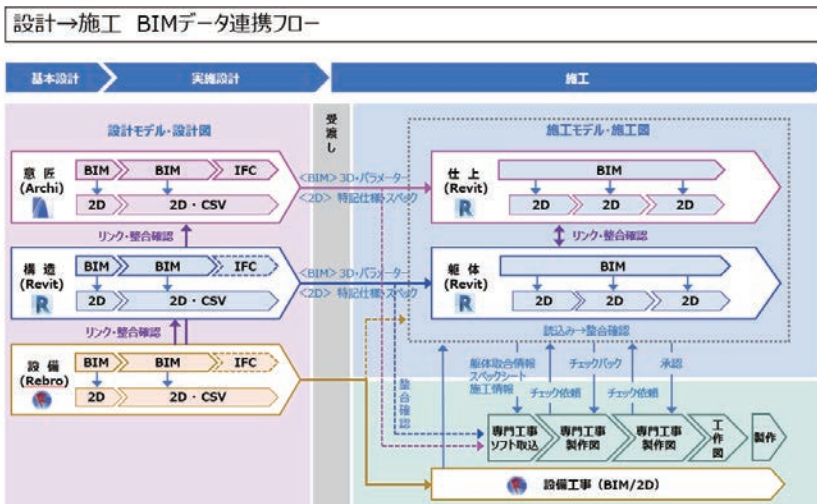 設計→施工 BIMデータ連携フロー
基本設計
実施設計
施工
設計モデル・設計図
受渡し
施工モデル・施工図
意匠
(Archi)
BIM
BIM
IFC
2D
2D・CSV
<BIM> 3D・パラメーター
<2D> 特記仕様・スペック
仕上
(Revit)
R
BIM
2D
2D
2D
リンク・整合確認
リンク・整合確認
構造
(Revit)
R
BIM
BIM
IFC
2D
2D・CSV
<BIM> 3D・パラメーター
<2D> 特記仕様・スペック
躯体
(Revit)
R
BIM
2D
2D
2D
リンク・整合確認
読込み→整合確認
設備
(Rebro)
BIM
BIM
IFC
2D
2D・CSV
整合確認
躯体取合情報
スペックシート
施工情報
チェック依頼
チェックバック
チェック依頼
承認
専門工事
ソフト取込
専門工事
製作図
専門工事
製作図
工作図
製作
設備工事（BIM/2D）